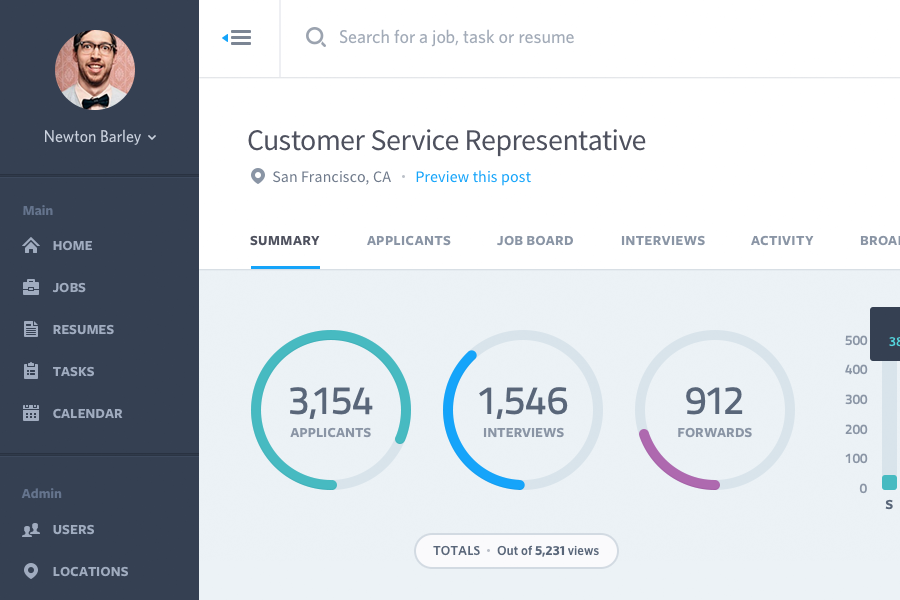 Newton Barley
Main
HOME
JOBS
RESUMES
TASKS
CALENDAR
Admin
USERS
LOCATIONS
Search for a job, task or resume
Customer Service Representative
San Francisco, CA • Preview this post
SUMMARY APPLICANTS JOB BOARD INTERVIEWS ACTIVITY
3,154
APPLICANTS
1,546
INTERVIEWS
912
FORWARDS
TOTALS • Out of 5,231 views
500
400
300
200
100
0
S